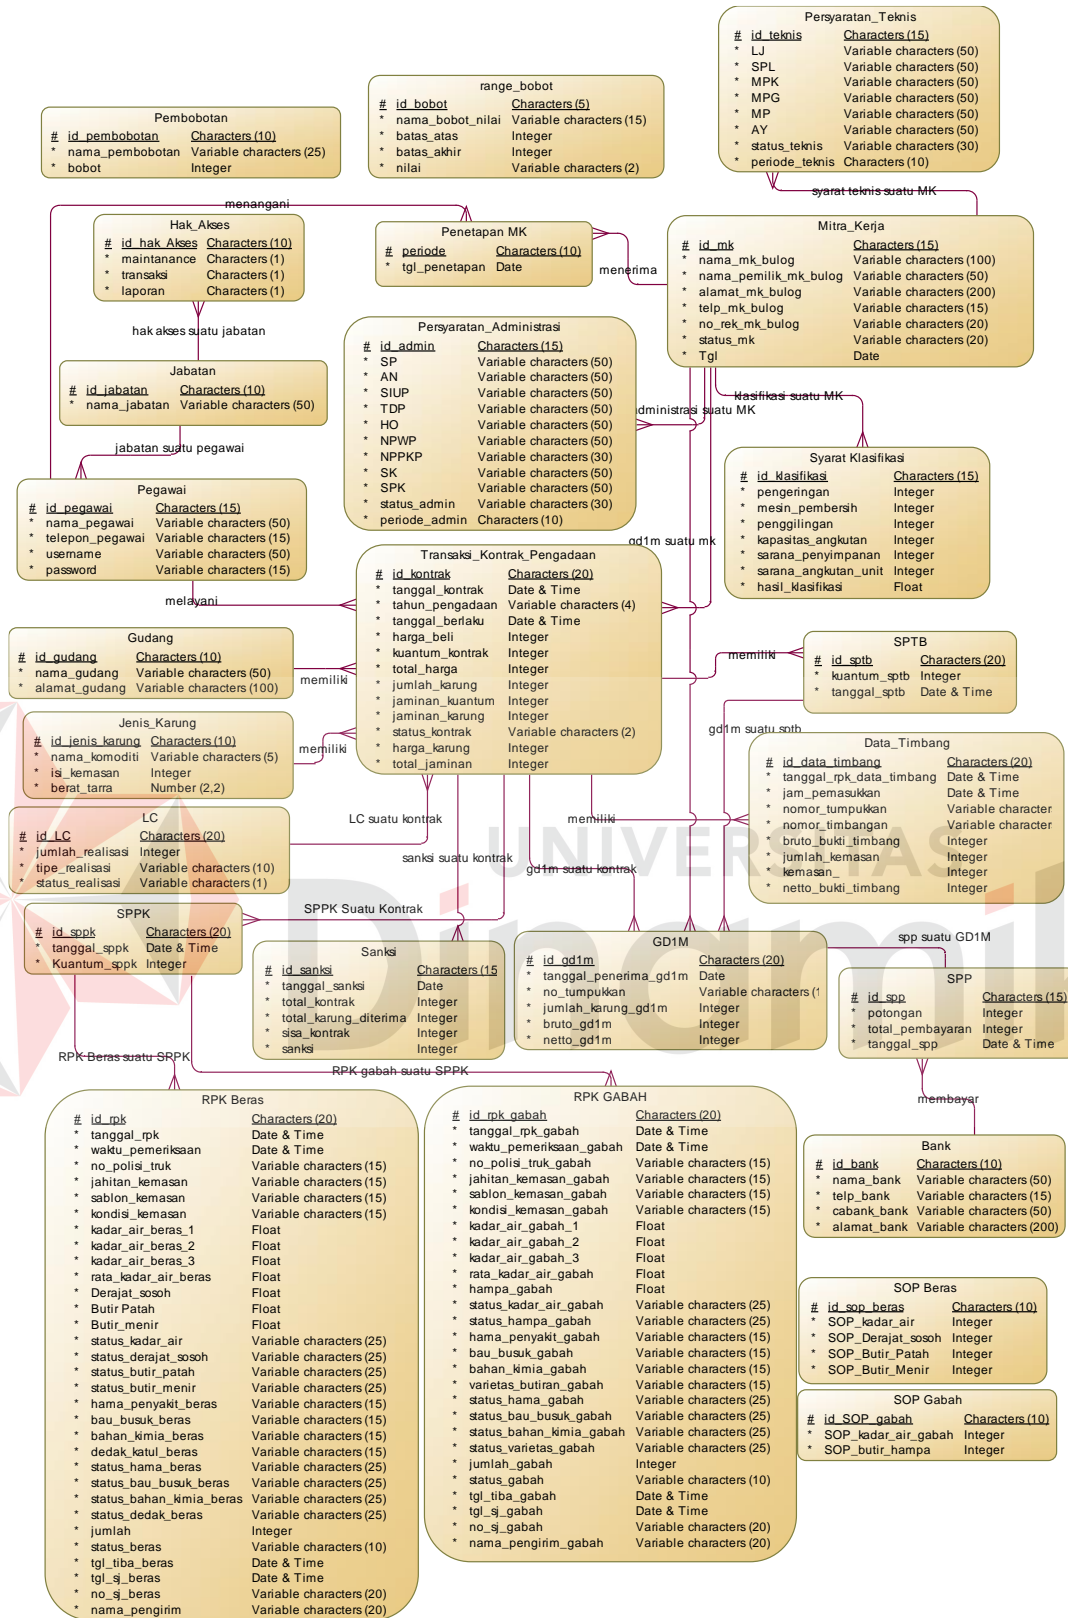 Persyaratan_Teknis
# id_teknis Characters (15)
* LJ Variable characters (50)
* SPL Variable characters (50)
* MPK Variable characters (50)
* MPG Variable characters (50)
* MP Variable characters (50)
* AY Variable characters (50)
* status_teknis Variable characters (30)
* periode_teknis Characters (10)
range_bobot
# id_bobot Characters (5)
* nama_bobot_nilai Variable characters (15)
* batas_atas Integer
* batas_akhir Integer
* nilai Variable characters (2)
Pembobotan
# id_pembobotan Characters (10)
* nama_pembobotan Variable characters (25)
* bobot Integer
syarat teknis suatu MK
menangani
Hak_Akses
# id_hak_Akses Characters (10)
* maintanance Characters (1)
* transaksi Characters (1)
* laporan Characters (1)
Penetapan MK
# periode Characters (10)
* tgl_penetapan Date
menerima
Mitra_Kerja
# id_mk Characters (15)
* nama_mk_bulog Variable characters (100)
* nama_pemilik_mk_bulog Variable characters (50)
* alamat_mk_bulog Variable characters (200)
* telp_mk_bulog Variable characters (15)
* no_rek_mk_bulog Variable characters (20)
* status_mk Variable characters (20)
* Tgl Date
hak akses suatu jabatan
Persyaratan_Administrasi
# id_admin Characters (15)
* SP Variable characters (50)
* AN Variable characters (50)
* SIUP Variable characters (50)
* TDP Variable characters (50)
* HO Variable characters (50)
* NPWP Variable characters (50)
* NPPKP Variable characters (30)
* SK Variable characters (50)
* SPK Variable characters (50)
* status_admin Variable characters (30)
* periode_admin Characters (10)
Jabatan
# id_jabatan Characters (10)
* nama_jabatan Variable characters (50)
administrasi suatu MK
klasifikasi suatu MK
jabatan suatu pegawai
Syarat Klasifikasi
# id_klasifikasi Characters (15)
* pengeringan Integer
* mesin_pembersih Integer
* penggilingan Integer
* kapasitas_angkutan Integer
* sarana_penyimpanan Integer
* sarana_angkutan_unit Integer
* hasil_klasifikasi Float
Pegawai
# id_pegawai Characters (15)
* nama_pegawai Variable characters (50)
* telepon_pegawai Variable characters (15)
* username Variable characters (50)
* password Variable characters (15)
gd1m suatu mk
melayani
Transaksi_Kontrak_Pengadaan
# id_kontrak Characters (20)
* tanggal_kontrak Date & Time
* tahun_pengadaan Variable characters (4)
* tanggal_berlaku Date & Time
* harga_beli Integer
* kuantum_kontrak Integer
* total_harga Integer
* jumlah_karung Integer
* jaminan_kuantum Integer
* jaminan_karung Integer
* status_kontrak Variable characters (2)
* harga_karung Integer
* total_jaminan Integer
Gudang
# id_gudang Characters (10)
* nama_gudang Variable characters (50)
* alamat_gudang Variable characters (100)
memiliki
memiliki
SPTB
# id_sptb Characters (20)
* kuantum_sptb Integer
* tanggal_sptb Date & Time
Jenis_Karung
# id_jenis_karung Characters (10)
* nama_komoditi Variable characters (5)
* isi_kemasan Integer
* berat_tarra Number (2,2)
memiliki
gd1m suatu sptb
Data_Timbang
# id_data_timbang Characters (20)
* tanggal_rpk_data_timbang Date & Time
* jam_pemasukkan Date & Time
* nomor_tumpukkan Variable character
* nomor_timbangan Variable character
* bruto_bukti_timbang Integer
* jumlah_kemasan Integer
* kemasan_ Integer
* netto_bukti_timbang Integer
LC
# id_LC Characters (20)
* jumlah_realisasi Integer
* tipe_realisasi Variable characters (10)
* status_realisasi Variable characters (1)
LC suatu kontrak
memiliki
UNIVERSITAS
Dinamik
sanksi suatu kontrak
gd1m suatu kontrak
SPPK
# id_sppk Characters (20)
* tanggal_sppk Date & Time
* Kuantum_sppk Integer
SPPK Suatu Kontrak
Sanksi
# id_sanksi Characters (15
* tanggal_sanksi Date
* total_kontrak Integer
* total_karung_diterima Integer
* sisa_kontrak Integer
* sanksi Integer
GD1M
# id_gd1m Characters (20)
* tanggal_penerima_gd1m Date
* no_tumpukkan Variable characters (1
* jumlah_karung_gd1m Integer
* bruto_gd1m Integer
* netto_gd1m Integer
spp suatu GD1M
SPP
# id_spp Characters (15)
* potongan Integer
* total_pembayaran Integer
* tanggal_spp Date & Time
RPK Beras suatu SPPK
RPK gabah suatu SPPK
membayar
RPK Beras
# id_rpk Characters (20)
* tanggal_rpk Date & Time
* waktu_pemeriksaan Date & Time
* no_polisi_truk Variable characters (15)
* jahitan_kemasan Variable characters (15)
* sablon_kemasan Variable characters (15)
* kondisi_kemasan Variable characters (15)
* kadar_air_beras_1 Float
* kadar_air_beras_2 Float
* kadar_air_beras_3 Float
* rata_kadar_air_beras Float
* Derajat_sosoh Float
* Butir Patah Float
* Butir_menir Float
* status_kadar_air Variable characters (25)
* status_derajat_sosoh Variable characters (25)
* status_butir_patah Variable characters (25)
* status_butir_menir Variable characters (25)
* hama_penyakit_beras Variable characters (15)
* bau_busuk_beras Variable characters (15)
* bahan_kimia_beras Variable characters (15)
* dedak_katul_beras Variable characters (15)
* status_hama_beras Variable characters (25)
* status_bau_busuk_beras Variable characters (25)
* status_bahan_kimia_beras Variable characters (25)
* status_dedak_beras Variable characters (25)
* jumlah Integer
* status_beras Variable characters (10)
* tgl_tiba_beras Date & Time
* tgl_sj_beras Date & Time
* no_sj_beras Variable characters (20)
* nama_pengirim Variable characters (20)
RPK GABAH
# id_rpk_gabah Characters (20)
* tanggal_rpk_gabah Date & Time
* waktu_pemeriksaan_gabah Date & Time
* no_polisi_truk_gabah Variable characters (15)
* jahitan_kemasan_gabah Variable characters (15)
* sablon_kemasan_gabah Variable characters (15)
* kondisi_kemasan_gabah Variable characters (15)
* kadar_air_gabah_1 Float
* kadar_air_gabah_2 Float
* kadar_air_gabah_3 Float
* rata_kadar_air_gabah Float
* hampa_gabah Float
* status_kadar_air_gabah Variable characters (25)
* status_hampa_gabah Variable characters (25)
* hama_penyakit_gabah Variable characters (15)
* bau_busuk_gabah Variable characters (15)
* bahan_kimia_gabah Variable characters (15)
* varietas_butiran_gabah Variable characters (15)
* status_hama_gabah Variable characters (25)
* status_bau_busuk_gabah Variable characters (25)
* status_bahan_kimia_gabah Variable characters (25)
* status_varietas_gabah Variable characters (25)
* jumlah_gabah Integer
* status_gabah Variable characters (10)
* tgl_tiba_gabah Date & Time
* tgl_sj_gabah Date & Time
* no_sj_gabah Variable characters (20)
* nama_pengirim_gabah Variable characters (20)
Bank
# id_bank Characters (10)
* nama_bank Variable characters (50)
* telp_bank Variable characters (15)
* cabank_bank Variable characters (50)
* alamat_bank Variable characters (200)
SOP Beras
# id_sop_beras Characters (10)
* SOP_kadar_air Integer
* SOP_Derajat_sosoh Integer
* SOP_Butir_Patah Integer
* SOP_Butir_Menir Integer
SOP Gabah
# id_SOP_gabah Characters (10)
* SOP_kadar_air_gabah Integer
* SOP_butir_hampa Integer